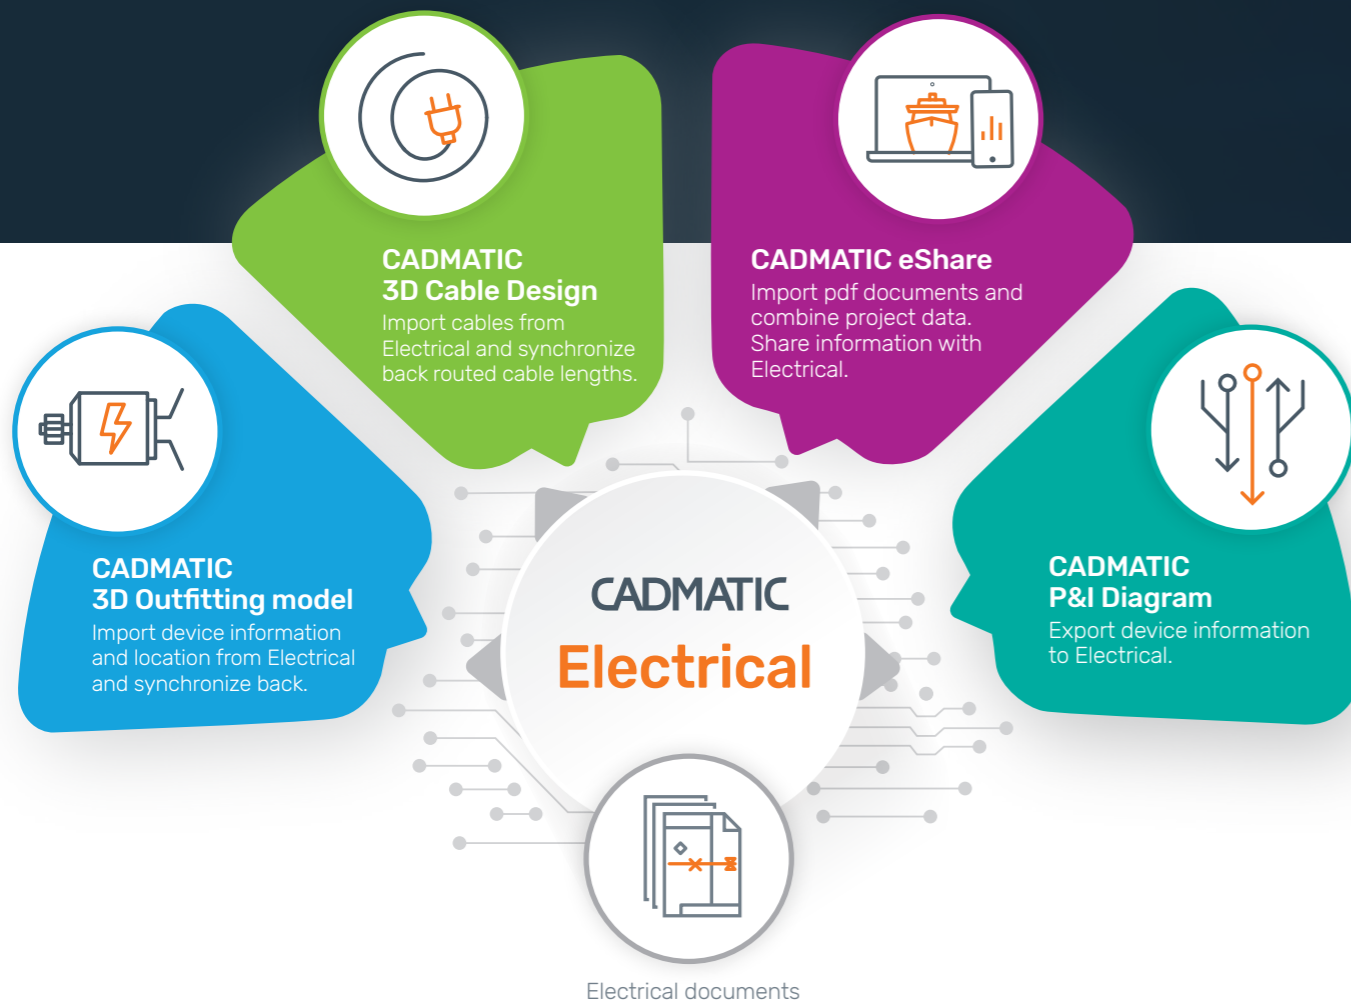 CADMATIC
3D Cable Design
Import cables from
Electrical and synchronize
back routed cable lengths.
CADMATIC eShare
Import pdf documents and
combine project data.
Share information with
Electrical.
CADMATIC
3D Outfitting model
Import device information
and location from Electrical
and synchronize back.
CADMATIC
P&I Diagram
Export device information
to Electrical.
CADMATIC
Electrical
Electrical documents